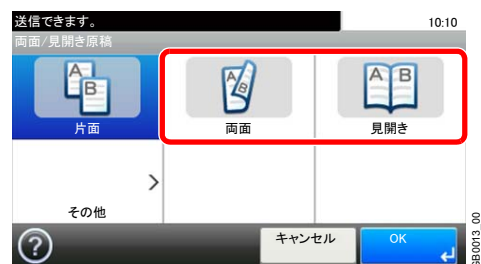 送信できます。 10:10
両面/見開き原稿
A B A B A B
片面 両面 見開き
その他
? キャンセル OK
GB0013_00